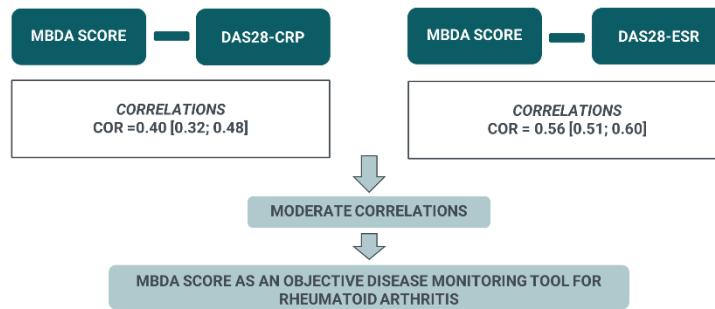 MBDA SCORE
DAS28-CRP
CORRELATIONS
COR =0.40 [0.32; 0.48]
MBDA SCORE
DAS28-ESR
CORRELATIONS
COR = 0.56 [0.51; 0.60]
MODERATE CORRELATIONS
MBDA SCORE AS AN OBJECTIVE DISEASE MONITORING TOOL FOR
RHEUMATOID ARTHRITIS